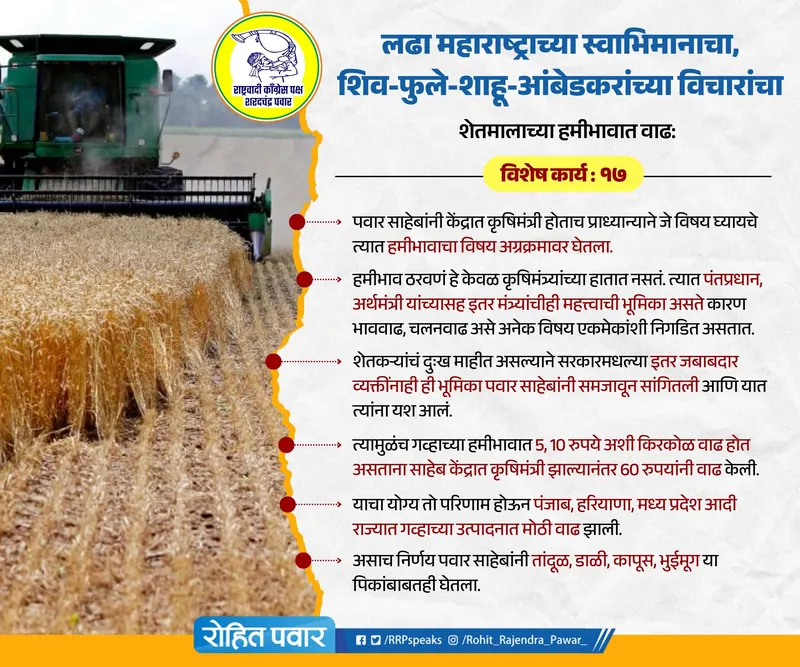 राष्ट्रवादी काँग्रेस पक्ष
शरदचंद्र पवार
लढा महाराष्ट्राच्या स्वाभिमानाचा,
शिव-फुले-शाहू-आंबेडकरांच्या विचारांचा
शेतमालाच्या हमीभावात वाढ:
विशेष कार्य : १७
पवार साहेबांनी केंद्रात कृषिमंत्री होताच प्राधान्याने जे विषय घ्यायचे
त्यात हमीभावाचा विषय अग्रक्रमावर घेतला.
हमीभाव ठरवणं हे केवळ कृषिमंत्र्यांच्या हातात नसतं. त्यात पंतप्रधान,
अर्थमंत्री यांच्यासह इतर मंत्र्यांचीही महत्त्वाची भूमिका असते कारण
भाववाढ, चलनवाढ असे अनेक विषय एकमेकांशी निगडित असतात.
शेतकऱ्यांचं दुःख माहीत असल्याने सरकारमधल्या इतर जबाबदार
व्यक्तींनाही ही भूमिका पवार साहेबांनी समजावून सांगितली आणि यात
त्यांना यश आलं.
त्यामुळंच गव्हाच्या हमीभावात 5, 10 रुपये अशी किरकोळ वाढ होत
असताना साहेब केंद्रात कृषिमंत्री झाल्यानंतर 60 रुपयांनी वाढ केली.
याचा योग्य तो परिणाम होऊन पंजाब, हरियाणा, मध्य प्रदेश आदी
राज्यात गव्हाच्या उत्पादनात मोठी वाढ झाली.
असाच निर्णय पवार साहेबांनी तांदूळ, डाळी, कापूस, भुईमूग या
पिकांबाबतही घेतला.
रोहित पवार
/RRPspeaks /Rohit_Rajendra_Pawar_